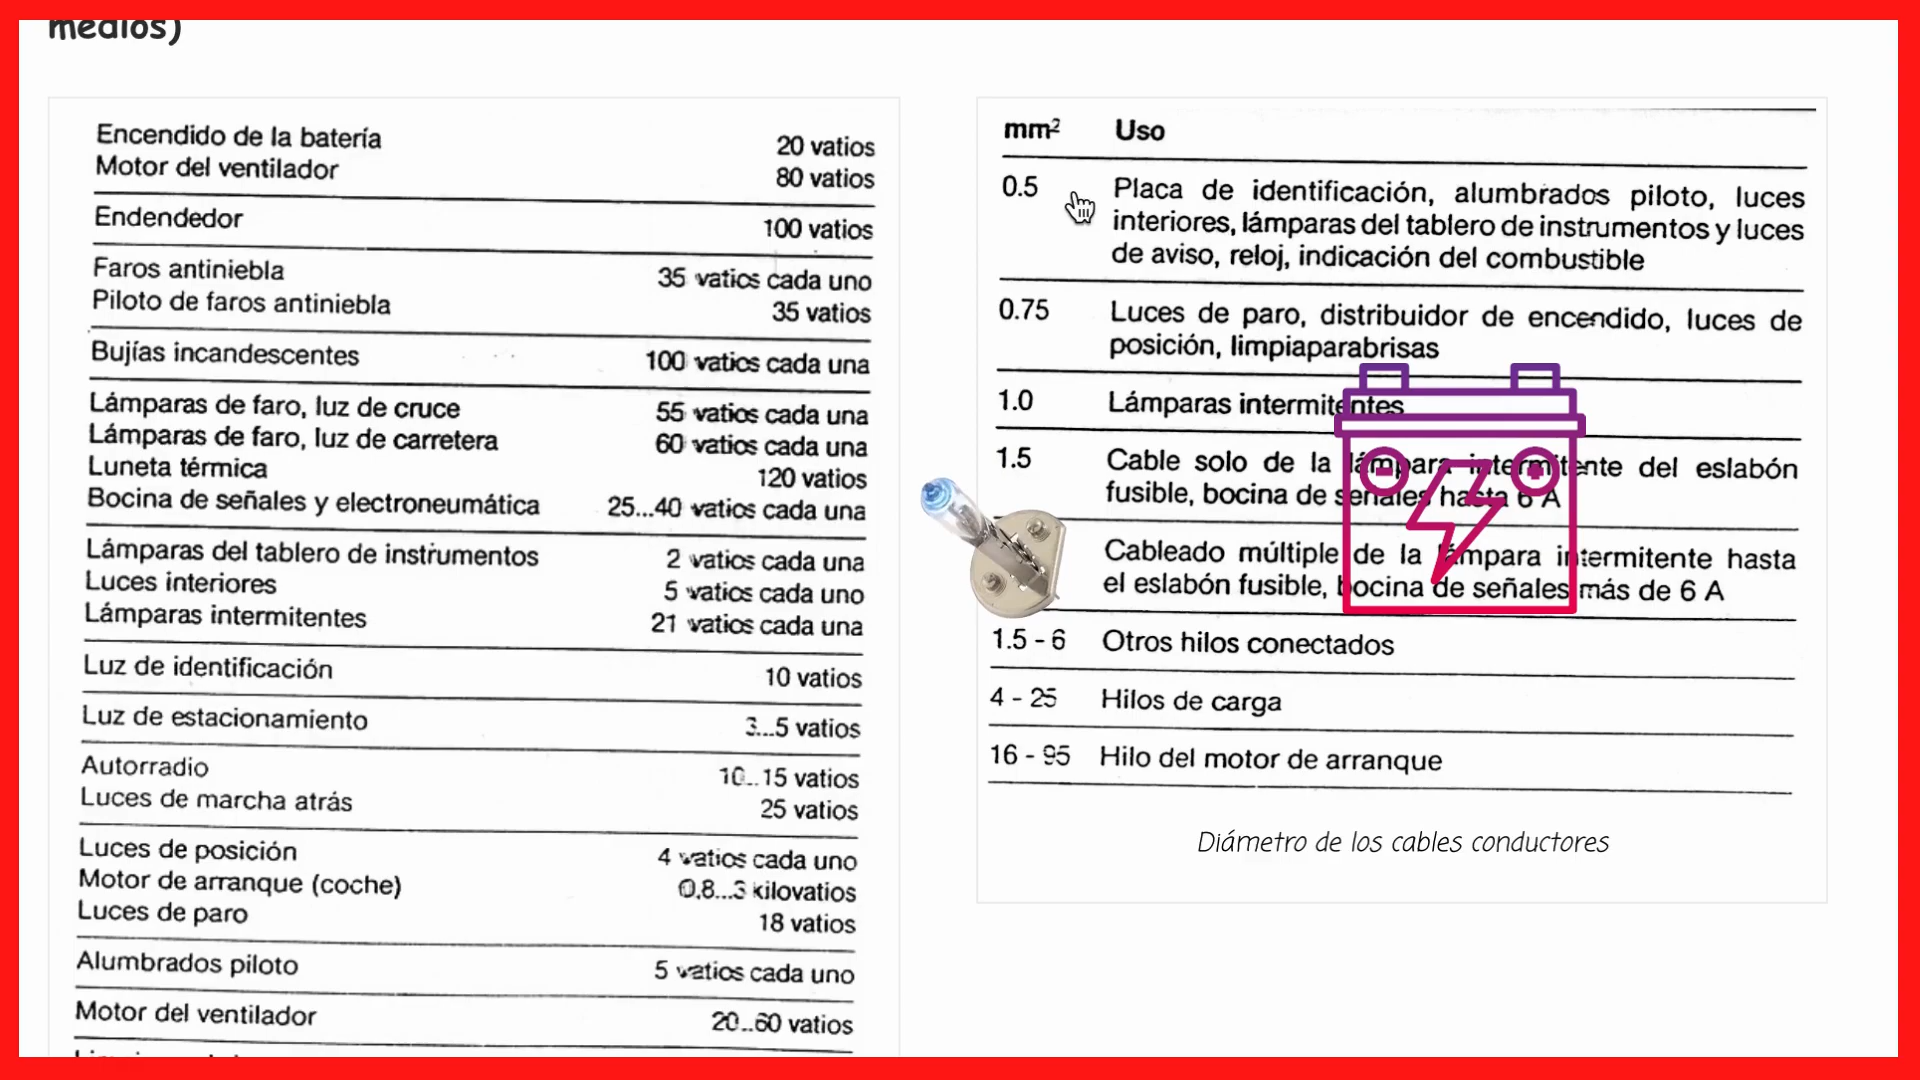 medios)
Encendido de la batería 20 vatios
Motor del ventilador 80 vatios
Endendedor 100 vatios
Faros antiniebla 35 vatios cada uno
Piloto de faros antiniebla 35 vatios
Bujías incandescentes 100 vatios cada una
Lámparas de faro, luz de cruce 55 vatios cada una
Lámparas de faro, luz de carretera 60 vatios cada una
Luneta térmica 120 vatios
Bocina de señales y electroneumática 25...40 vatios cada una
Lámparas del tablero de instrumentos 2 vatios cada una
Luces interiores 5 vatios cada uno
Lámparas intermitentes 21 vatios cada una
Luz de identificación 10 vatios
Luz de estacionamiento 3...5 vatios
Autorradio 10...15 vatios
Luces de marcha atrás 25 vatios
Luces de posición 4 vatios cada uno
Motor de arranque (coche) 0,8...3 kilovatios
Luces de paro 18 vatios
Alumbrados piloto 5 vatios cada uno
Motor del ventilador 20...60 vatios
mm² Uso
0.5 Placa de identificación, alumbrados piloto, luces
interiores, lámparas del tablero de instrumentos y luces
de aviso, reloj, indicación del combustible
0.75 Luces de paro, distribuidor de encendido, luces de
posición, limpiaparabrisas
1.0 Lámparas intermitentes
1.5 Cable solo de la lámpara intermitente del eslabón
fusible, bocina de señales hasta 6 A
Cableado múltiple de la lámpara intermitente hasta
el eslabón fusible, bocina de señales más de 6 A
1.5 - 6 Otros hilos conectados
4 - 25 Hilos de carga
16 - 95 Hilo del motor de arranque
Diámetro de los cables conductores